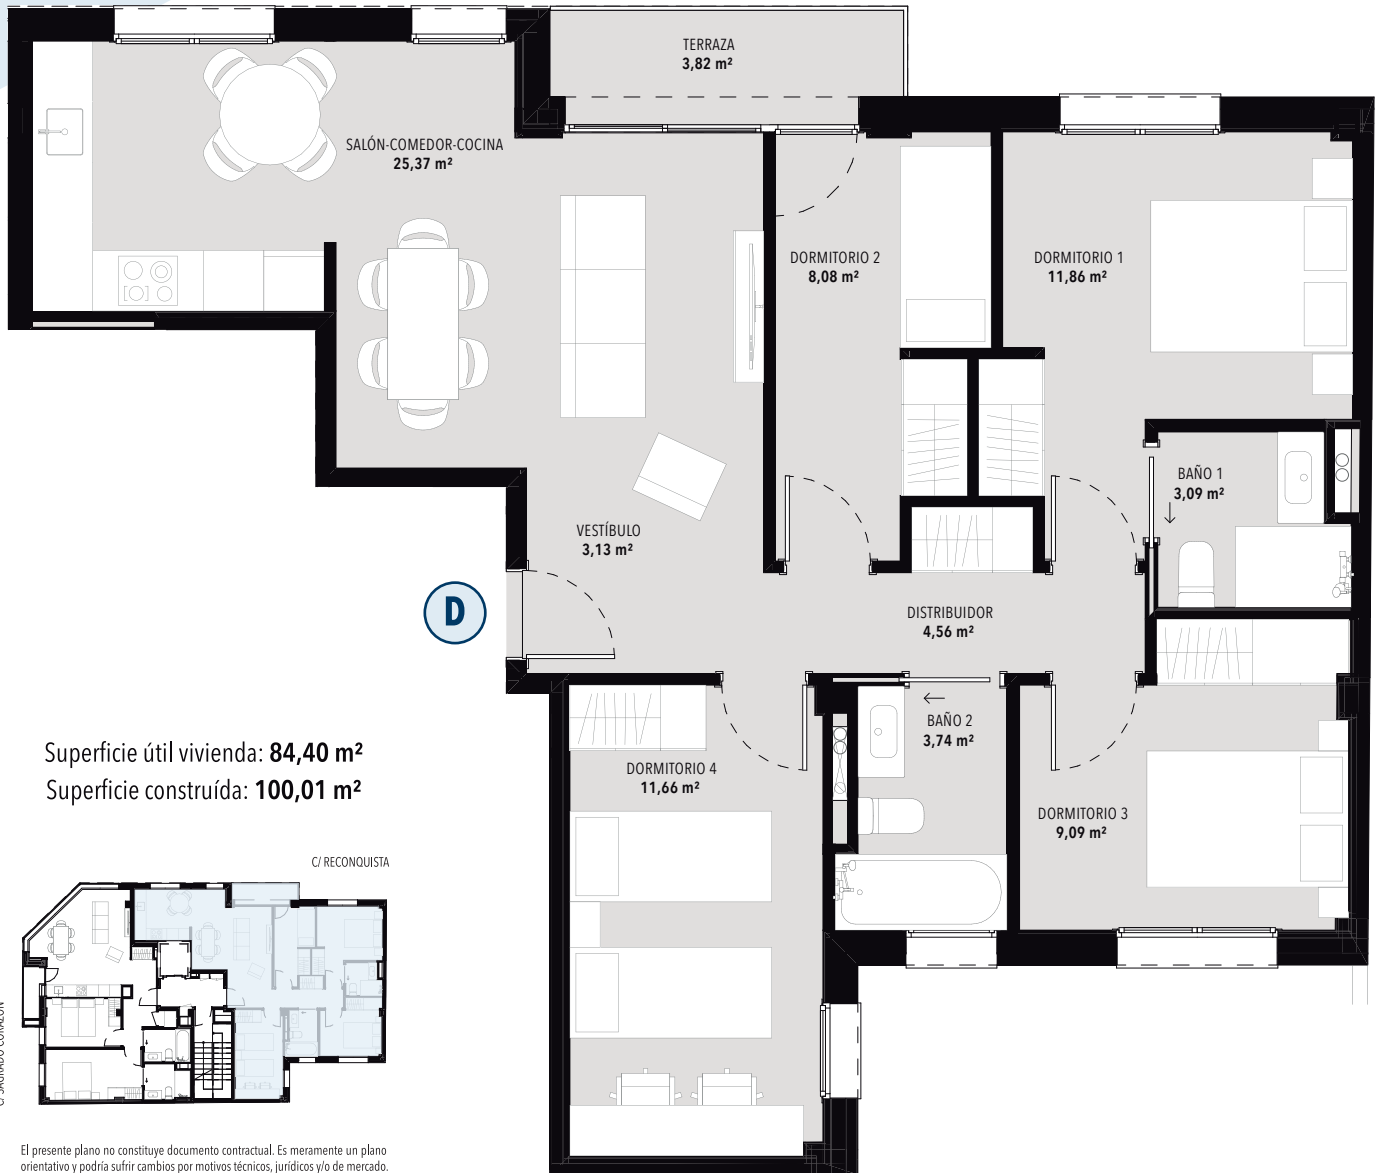 TERRAZA
3,82 m²
SALÓN-COMEDOR-COCINA
25,37 m²
DORMITORIO 2
8,08 m²
DORMITORIO 1
11,86 m²
BAÑO 1
3,09 m²
VESTÍBULO
3,13 m²
D
DISTRIBUIDOR
4,56 m²
BAÑO 2
3,74 m²
DORMITORIO 4
11,66 m²
DORMITORIO 3
9,09 m²
Superficie útil vivienda: 84,40 m²
Superficie construída: 100,01 m²
C/ RECONQUISTA
C/ SAGRADO CORAZÓN
El presente plano no constituye documento contractual. Es meramente un plano
orientativo y podría sufrir cambios por motivos técnicos, jurídicos y/o de mercado.